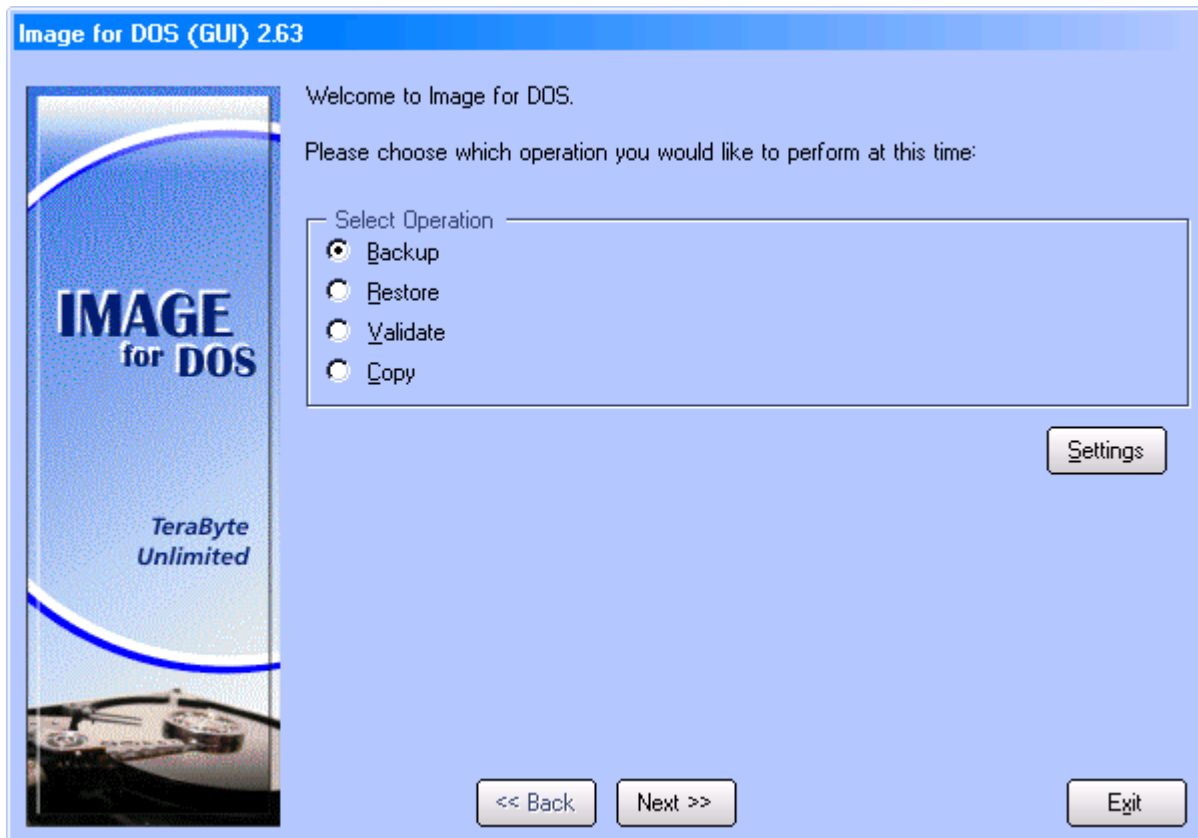 Image for DOS (GUI) 2.63
Welcome to Image for DOS.
Please choose which operation you would like to perform at this time:
Select Operation
Backup
Restore
Validate
Copy
Settings
IMAGE
for DOS
TeraByte
Unlimited
<< Back
Next >>
Exit